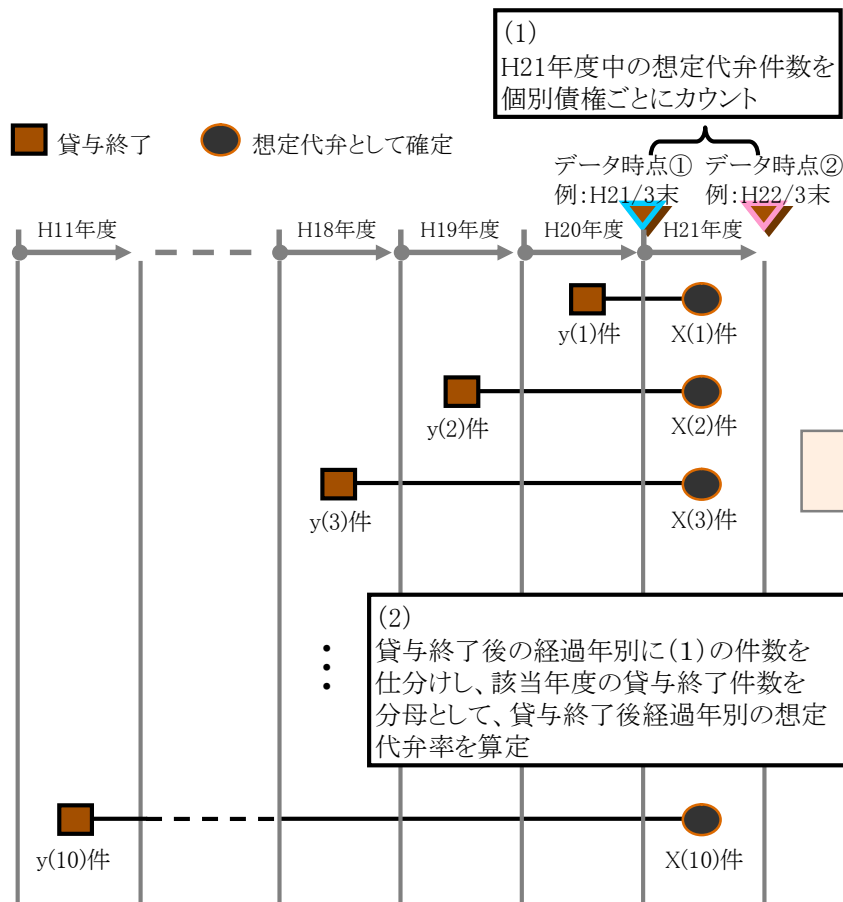 (1)
H21年度中の想定代弁件数を
個別債権ごとにカウント
貸与終了
想定代弁として確定
データ時点① データ時点②
例:H21/3末 例:H22/3末
H11年度 H18年度 H19年度 H20年度 H21年度
y(1)件 X(1)件
y(2)件 X(2)件
y(3)件 X(3)件
(2)
貸与終了後の経過年別に(1)の件数を
仕分けし、該当年度の貸与終了件数を
分母として、貸与終了後経過年別の想定
代弁率を算定
y(10)件 X(10)件